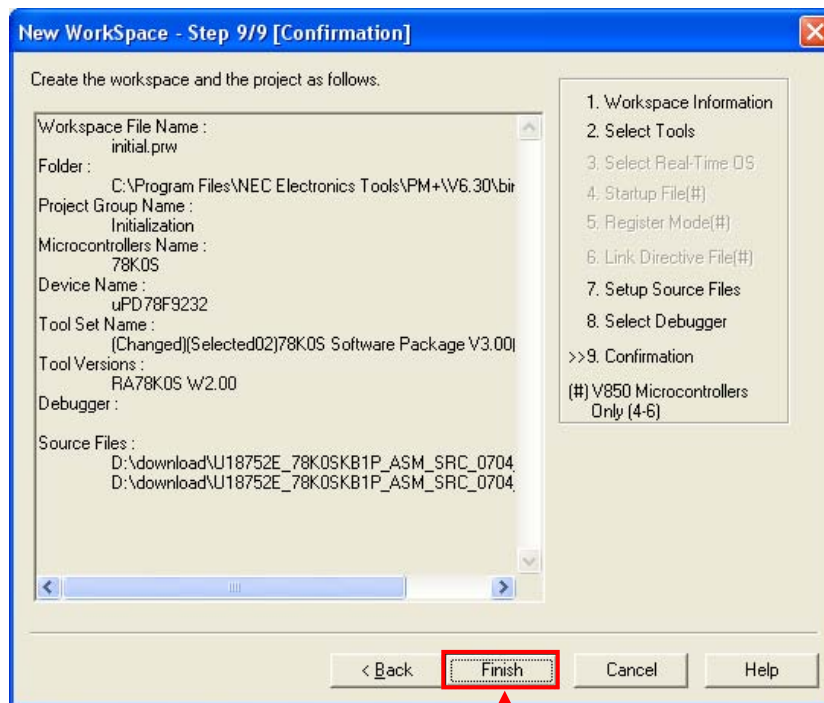 New WorkSpace - Step 9/9 [Confirmation]
Create the workspace and the project as follows.
Workspace File Name :
initial.prw
Folder :
C:\Program Files\NEC Electronics Tools\PM+\V6.30\bin
Project Group Name :
Initialization
Microcontrollers Name :
78K0S
Device Name :
uPD78F9232
Tool Set Name :
(Changed)(Selected02)78K0S Software Package V3.00(
Tool Versions :
RA78K0S W2.00
Debugger :
Source Files :
D:\download\U18752E_78K0SKB1P_ASM_SRC_0704_
D:\download\U18752E_78K0SKB1P_ASM_SRC_0704_
1. Workspace Information
2. Select Tools
3. Select Real-Time OS
4. Startup File(#)
5. Register Mode(#)
6. Link Directive File(#)
7. Setup Source Files
8. Select Debugger
>>9. Confirmation
(#) V850 Microcontrollers
Only (4-6)
< Back
Finish
Cancel
Help